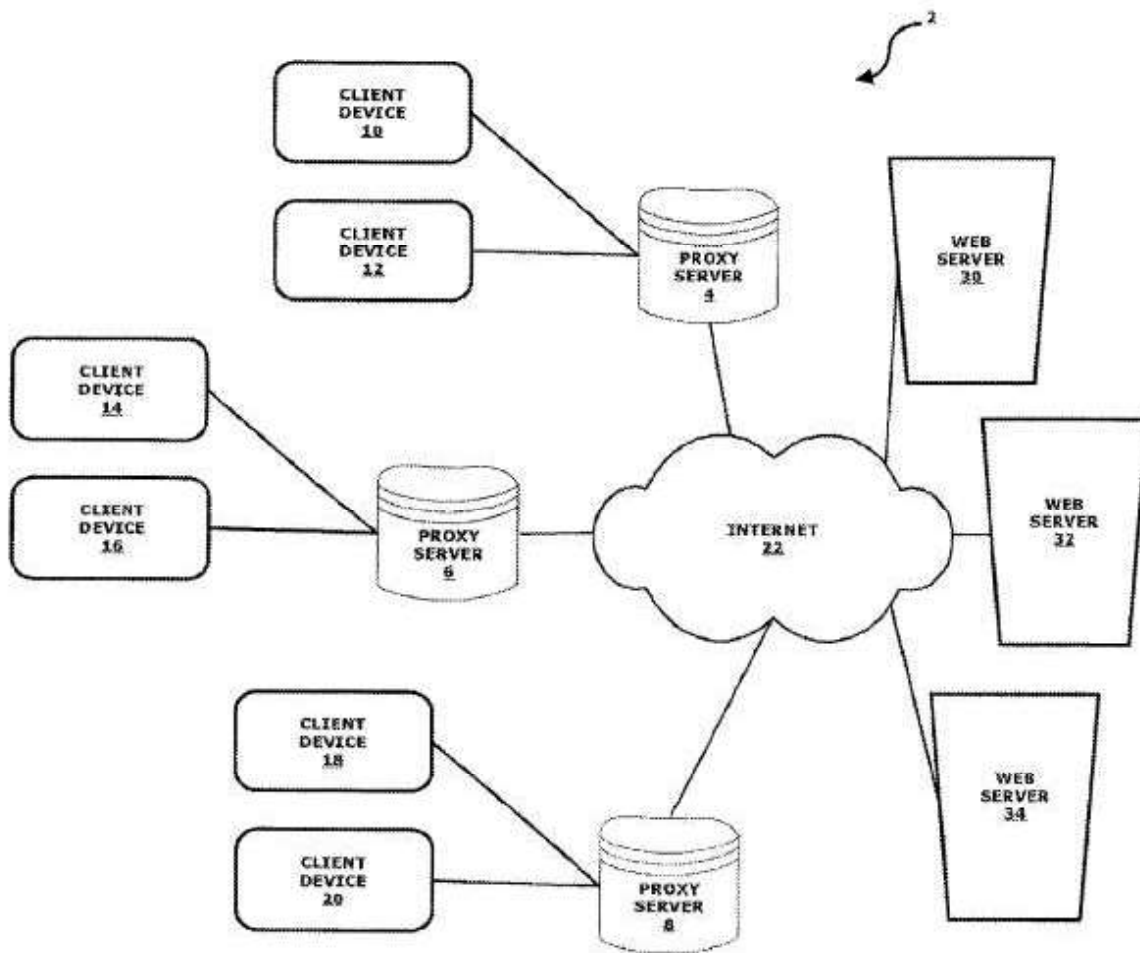 2
CLIENT
DEVICE
10
CLIENT
DEVICE
12
PROXY
SERVER
4
WEB
SERVER
30
CLIENT
DEVICE
14
CLIENT
DEVICE
16
PROXY
SERVER
6
INTERNET
22
WEB
SERVER
32
CLIENT
DEVICE
18
CLIENT
DEVICE
20
PROXY
SERVER
8
WEB
SERVER
34